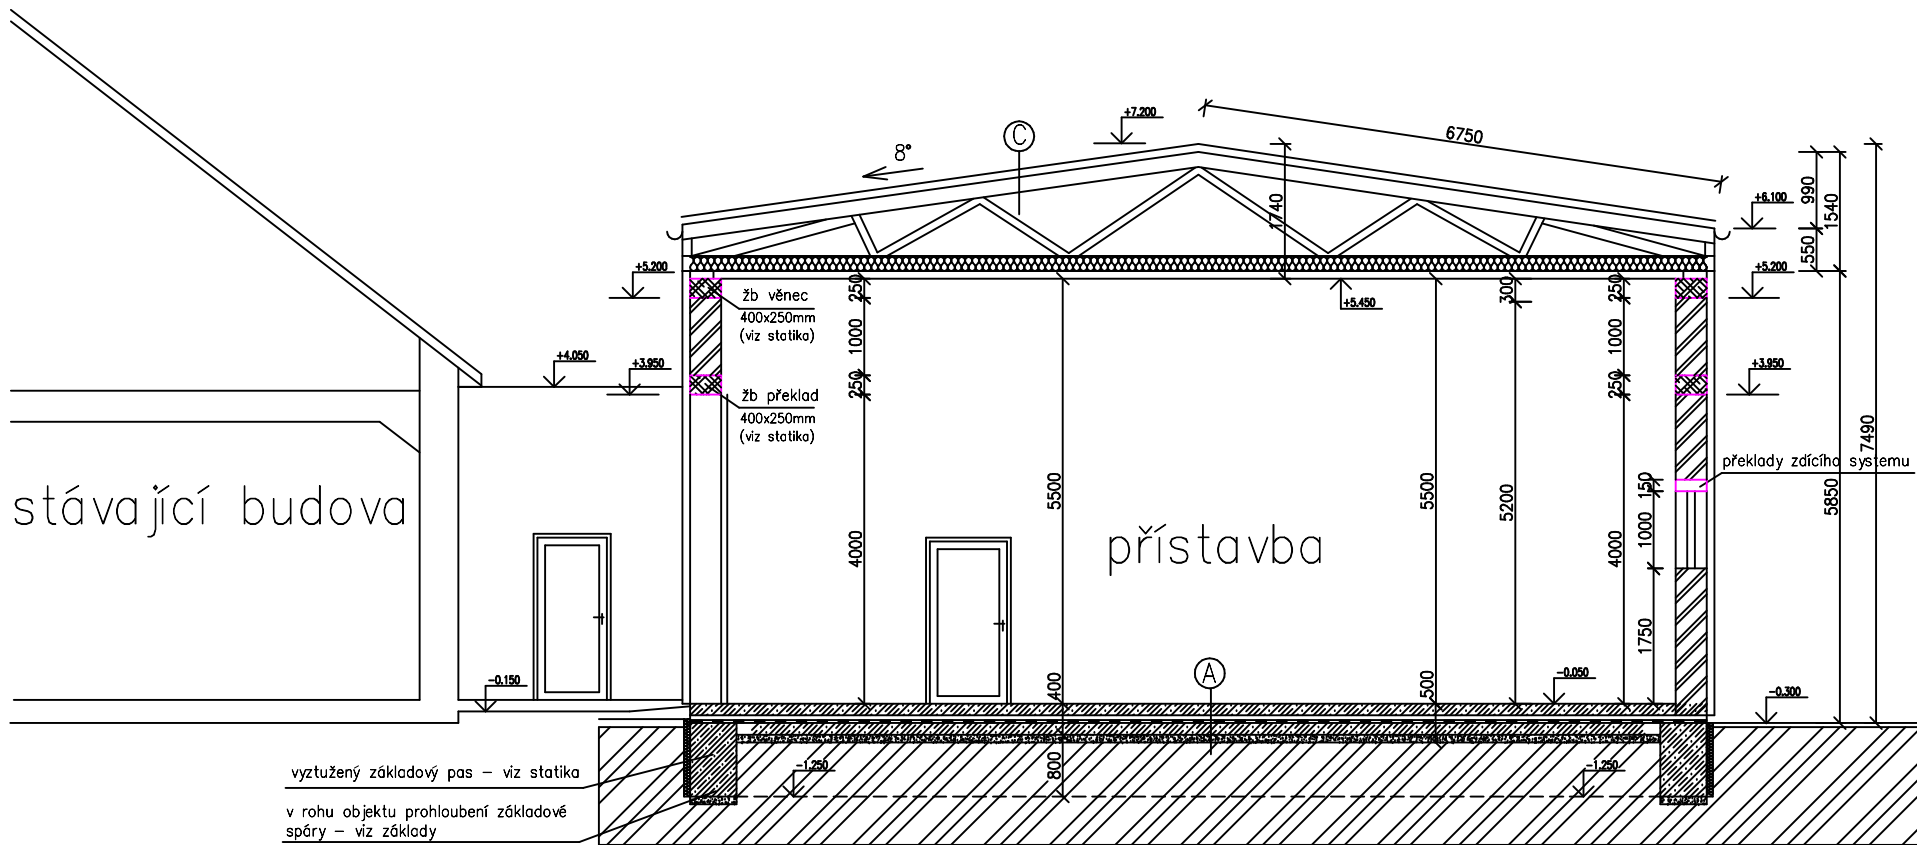 +7.200
6750
C
8°
1740
990
1540
+6.100
550
+5.200
+5.200
250
žb věnec
400x250mm
(viz statika)
+5.450
300
250
1000
1000
+4.050
+3.950
250
žb překlad
400x250mm
(viz statika)
250
+3.950
7490
překlady zdícího systemu
stávající budova
5500
5500
5200
150
5850
4000
přístavba
4000
1000
1750
-0.150
400
A
500
-0.050
-0.300
vyztužený základový pas – viz statika
-1.250
800
-1.250
v rohu objektu prohloubení základové
spáry – viz základy